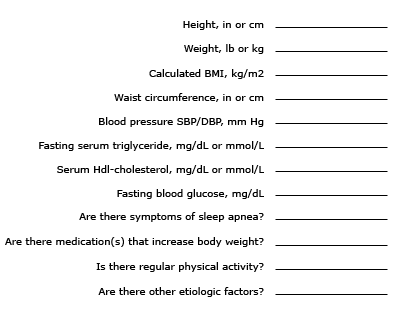 Height, in or cm
Weight, lb or kg
Calculated BMI, kg/m2
Waist circumference, in or cm
Blood pressure SBP/DBP, mm Hg
Fasting serum triglyceride, mg/dL or mmol/L
Serum Hdl-cholesterol, mg/dL or mmol/L
Fasting blood glucose, mg/dL
Are there symptoms of sleep apnea?
Are there medication(s) that increase body weight?
Is there regular physical activity?
Are there other etiologic factors?